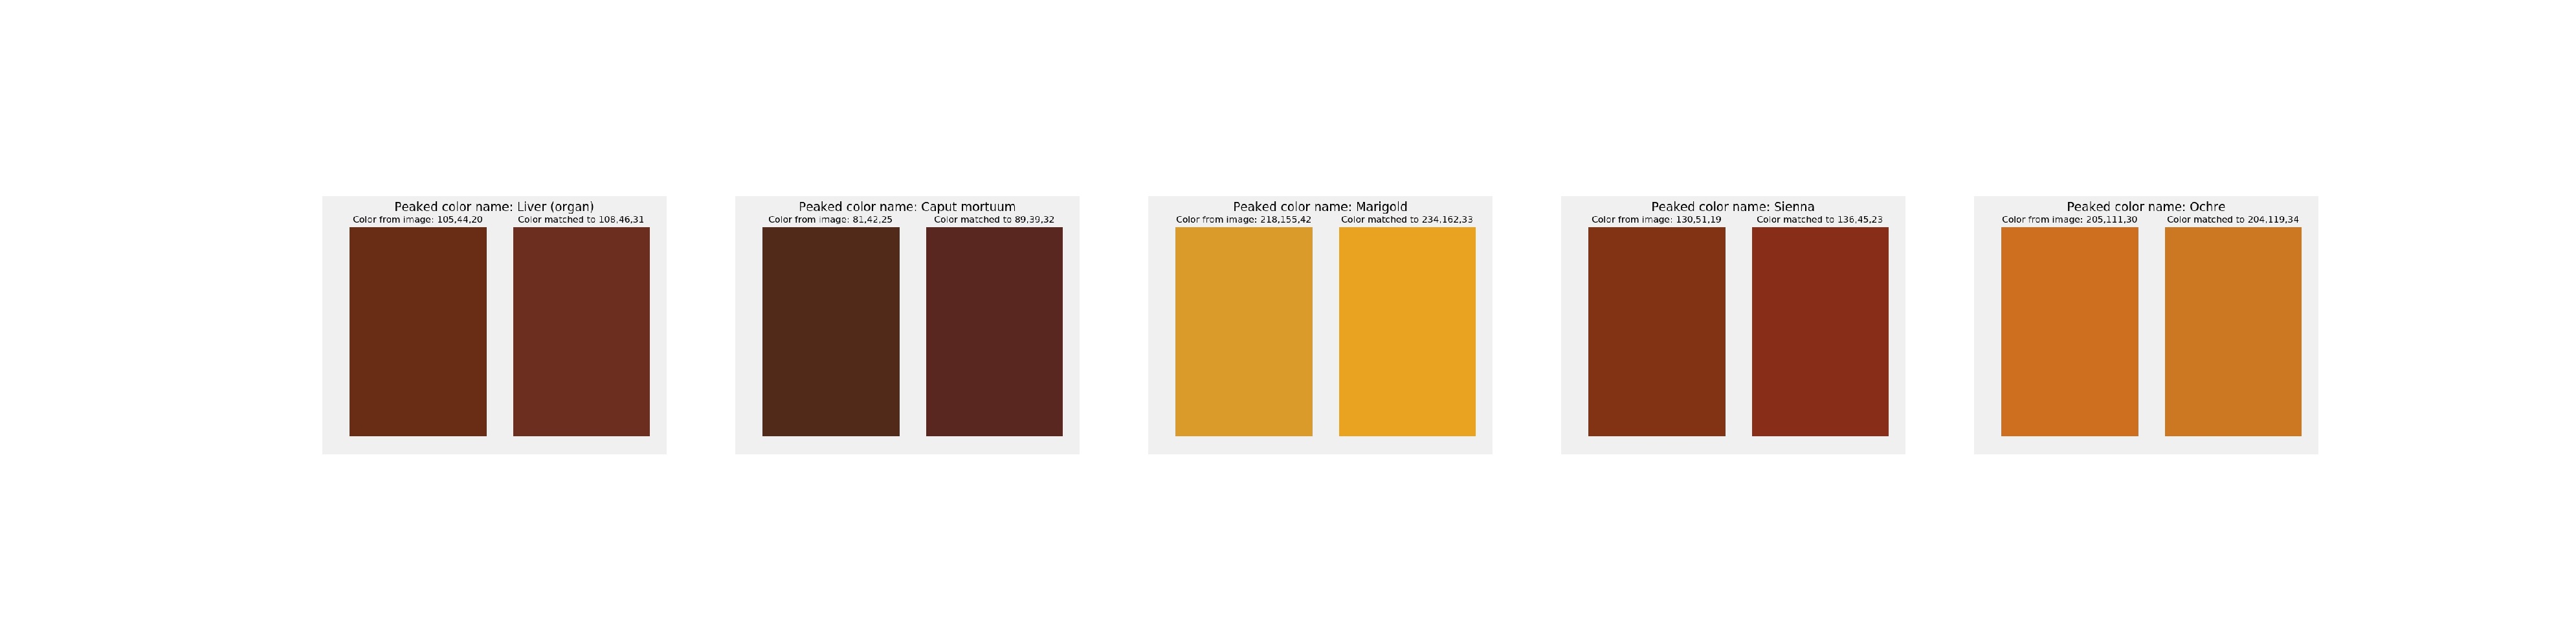 Peaked color name: Liver (organ)
Color from image: 105,44,20 Color matched to 108,46,31
Peaked color name: Caput mortuum
Color from image: 81,42,25 Color matched to 89,39,32
Peaked color name: Marigold
Color from image: 218,155,42 Color matched to 234,162,33
Peaked color name: Sienna
Color from image: 130,51,19 Color matched to 136,45,23
Peaked color name: Ochre
Color from image: 205,111,30 Color matched to 204,119,34